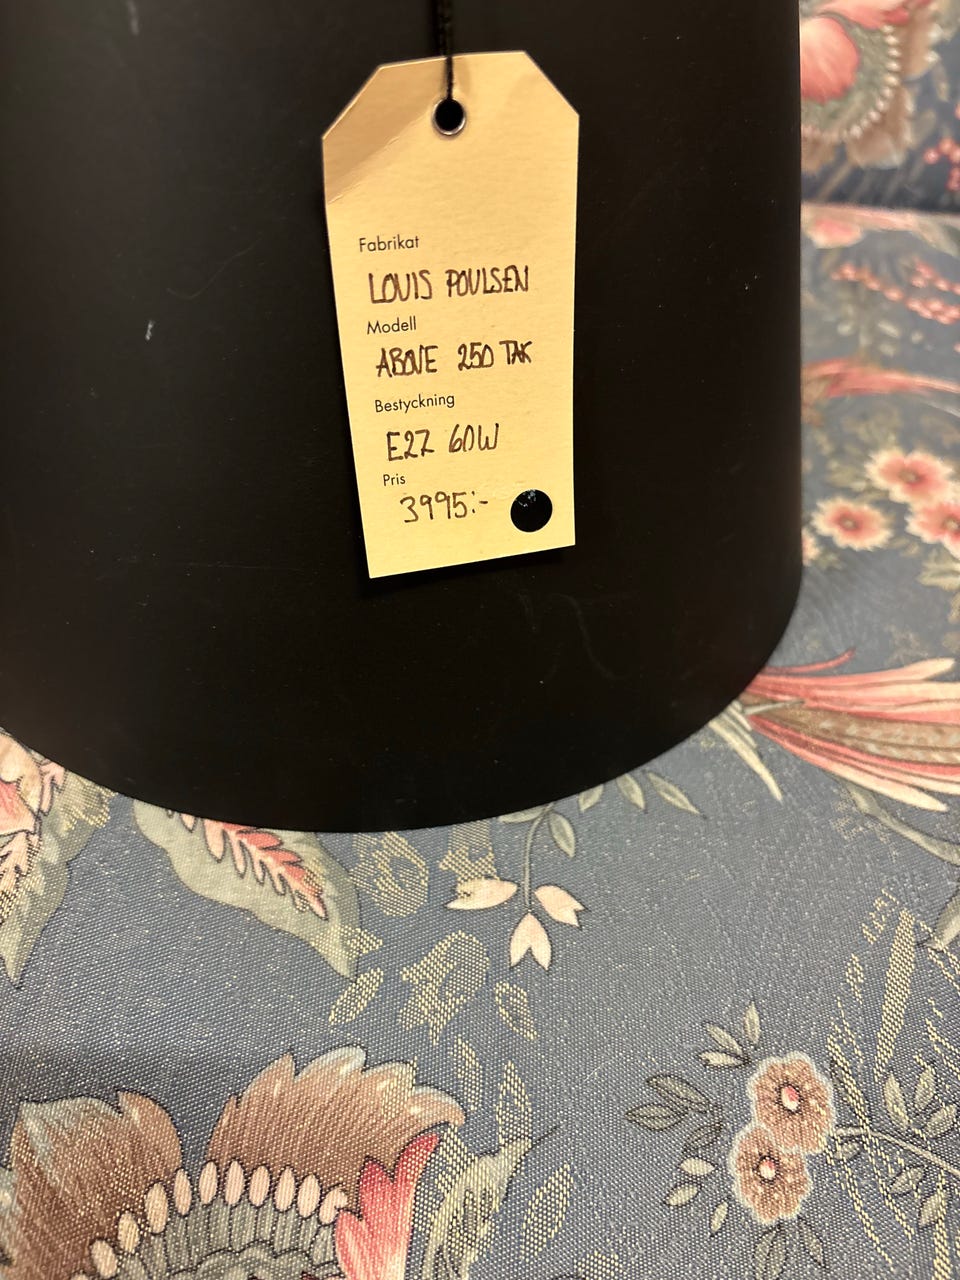 Fabrikat
LOUIS POULSEN
Modell
ABOVE 250 TAK
Bestyckning
E27 60W
Pris
3995:-